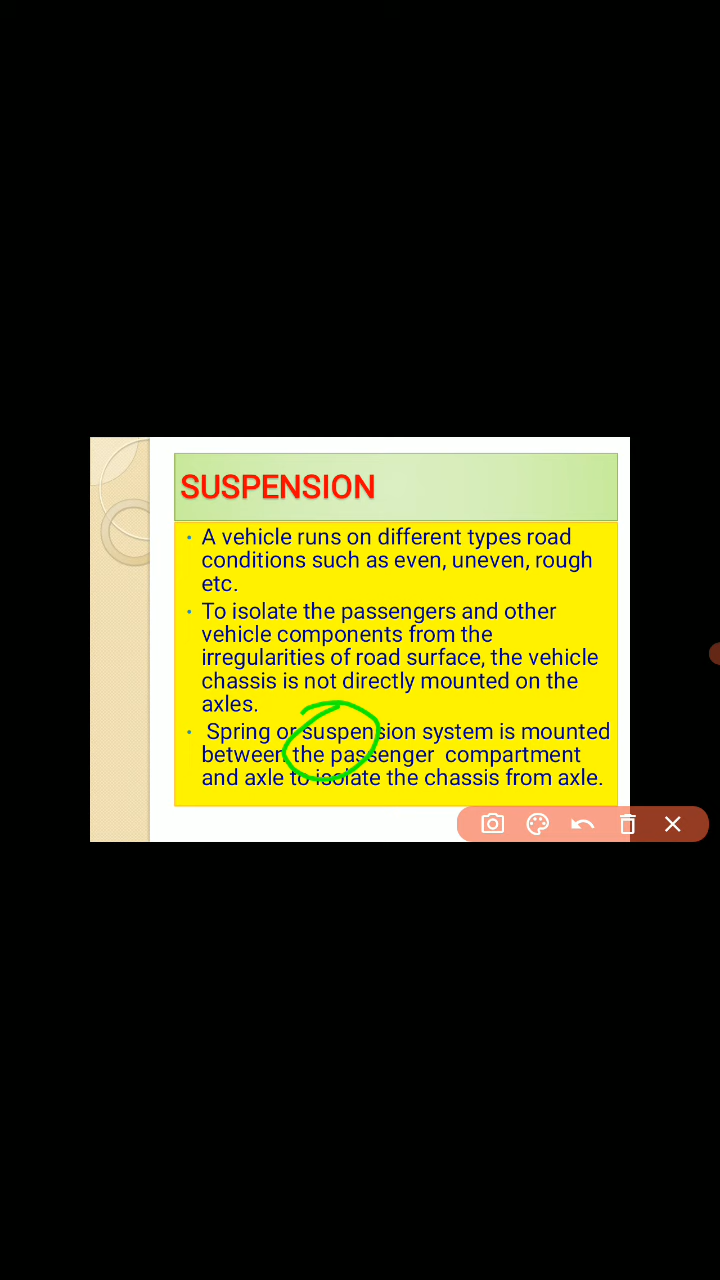 SUSPENSION
• A vehicle runs on different types road
conditions such as even, uneven, rough
etc.
• To isolate the passengers and other
vehicle components from the
irregularities of road surface, the vehicle
chassis is not directly mounted on the
axles.
• Spring or suspension system is mounted
between the passenger compartment
and axle to isolate the chassis from axle.